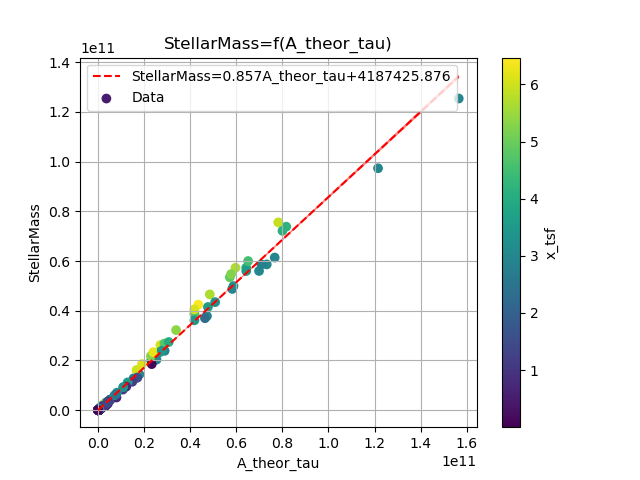 StellarMass=f(A_theor_tau)
1e11
StellarMass=0.857A_theor_tau+4187425.876
Data
1.4
1.2
1.0
0.8
0.6
0.4
0.2
0.0
StellarMass
0.0 0.2 0.4 0.6 0.8 1.0 1.2 1.4 1.6
1e11
A_theor_tau
6
5
4
3
2
1
x_tsf